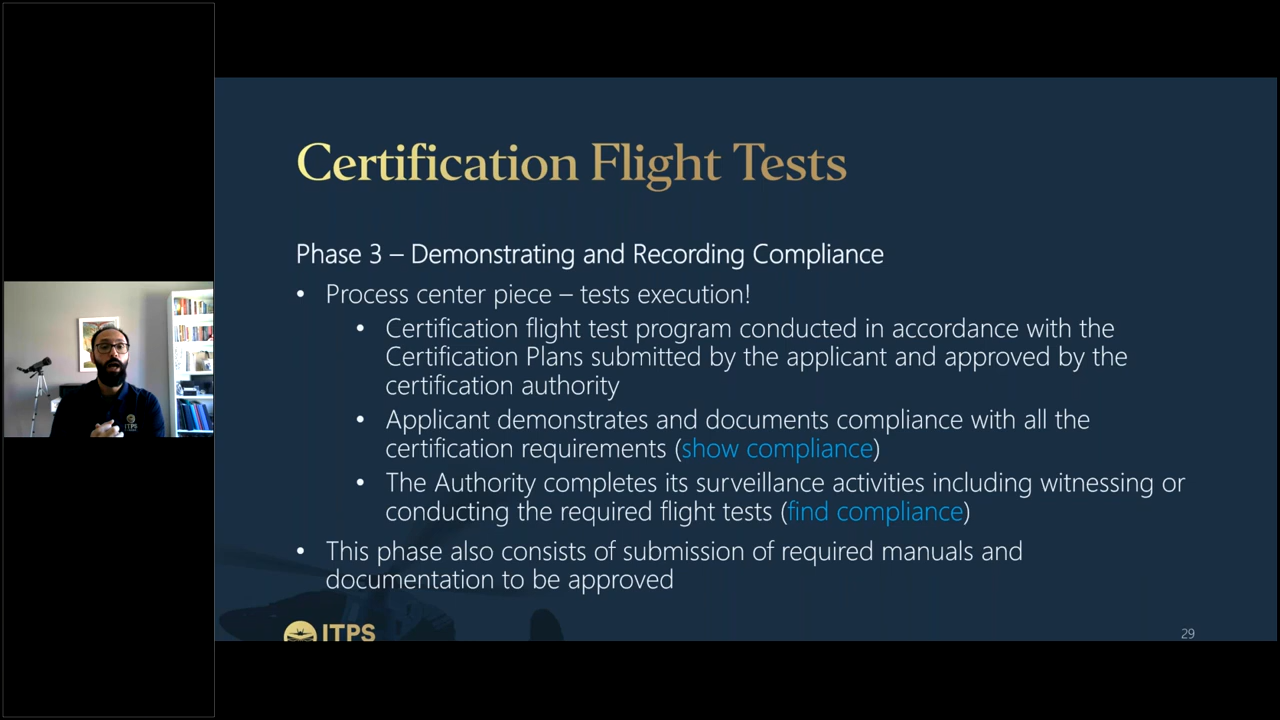 Certification Flight Tests
Phase 3 – Demonstrating and Recording Compliance
• Process center piece – tests execution!
• Certification flight test program conducted in accordance with the
Certification Plans submitted by the applicant and approved by the
certification authority
• Applicant demonstrates and documents compliance with all the
certification requirements (show compliance)
• The Authority completes its surveillance activities including witnessing or
conducting the required flight tests (find compliance)
• This phase also consists of submission of required manuals and
documentation to be approved
ITPS
ITPS
29